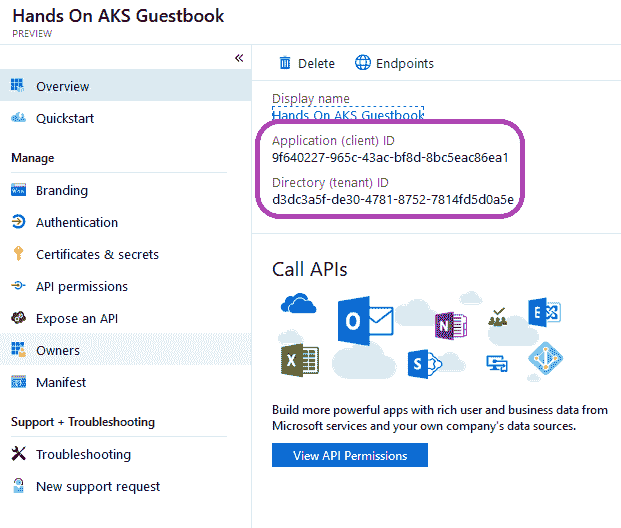 Hands On AKS Guestbook
PREVIEW
«
Overview
Quickstart
Manage
Branding
Authentication
Certificates & secrets
API permissions
Expose an API
Owners
Manifest
Support + Troubleshooting
Troubleshooting
New support request
Delete Endpoints
Display name
Hands On AKS Guestbook
Application (client) ID
9f640227-965c-43ac-bf8d-8bc5eac86ea1
Directory (tenant) ID
d3dc3a5f-de30-4781-8752-7814fd5d0a5e
Call APIs
Build more powerful apps with rich user and business data from
Microsoft services and your own company's data sources.
View API Permissions